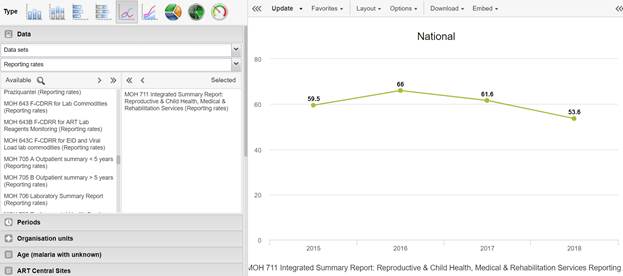 Type
Update
Favorites
Layout
Options
Download
Embed
Data
Data sets
Reporting rates
Available
Selected
Praziquantel (Reporting rates)
MOH 643 F-CDRR for Lab Commodities
(Reporting rates)
MOH 643B F-CDRR for ART Lab
Reagents Monitoring (Reporting rates)
MOH 643C F-CDRR for EID and Viral
Load lab commodities (Reporting rates)
MOH 705 A Outpatient summary < 5 years
(Reporting rates)
MOH 705 B Outpatient summary > 5 years
(Reporting rates)
MOH 706 Laboratory Summary Report
(Reporting rates)
MOH 711 Integrated Summary Report:
Reproductive & Child Health, Medical &
Rehabilitation Services (Reporting rates)
Periods
Organisation units
Age (malaria with unknown)
ART Central Sites
National
80
60
40
20
0
59.5
66
61.6
53.6
2015
2016
2017
2018
MOH 711 Integrated Summary Report: Reproductive & Child Health, Medical & Rehabilitation Services Reporting